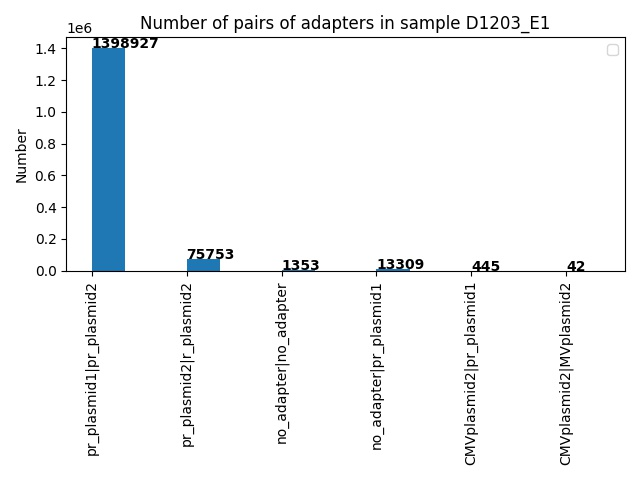 Number of pairs of adapters in sample D1203_E1
1e6
1398927
75753
1353
13309
445
42
1.4
1.2
1.0
0.8
0.6
0.4
0.2
0.0
Number
pr_plasmid1|pr_plasmid2
pr_plasmid2|r_plasmid2
no_adapter|no_adapter
no_adapter|pr_plasmid1
CMVplasmid2|pr_plasmid1
CMVplasmid2|MVplasmid2